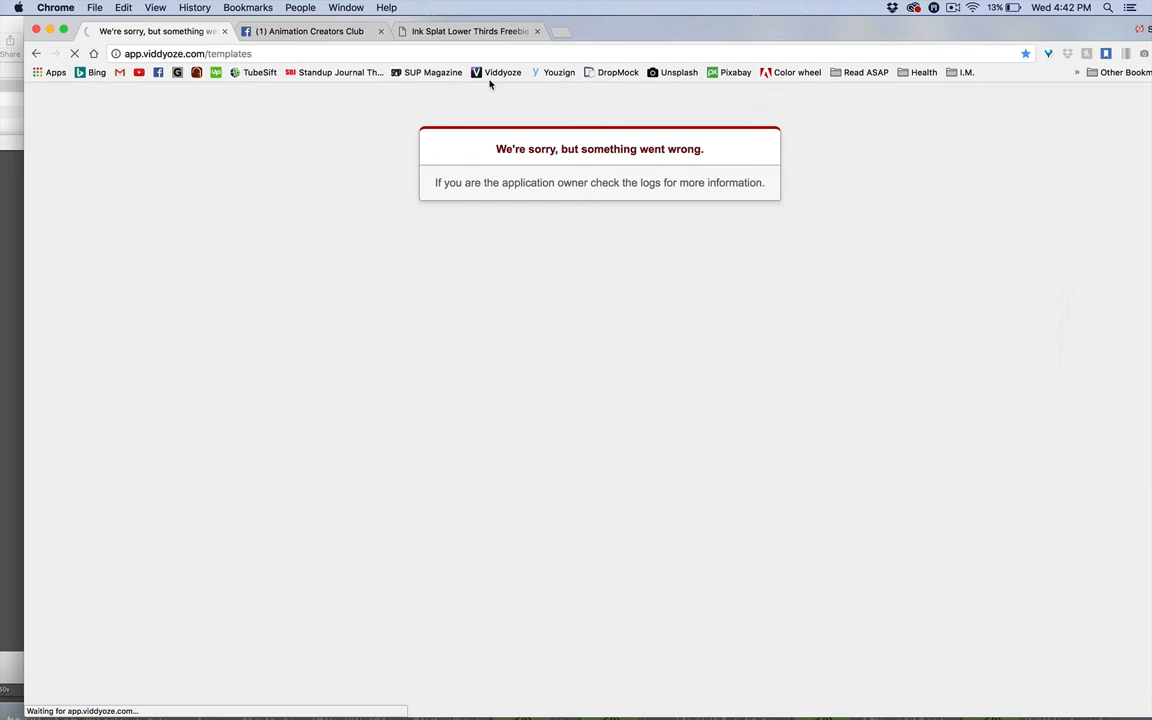 Chrome File Edit View History Bookmarks People Window Help 13% Wed 4:42 PM
We're sorry, but something we (1) Animation Creators Club Ink Splat Lower Thirds Freebie
Share
app.viddyoze.com/templates
Apps Bing Gmail TubeSift SUP Standup Journal Th... SUP Magazine Viddyoze Youzign DropMock Unsplash Pixabay Color wheel Read ASAP Health I.M. » Other Bookm
We're sorry, but something went wrong.
If you are the application owner check the logs for more information.
50s
Waiting for app.viddyoze.com...